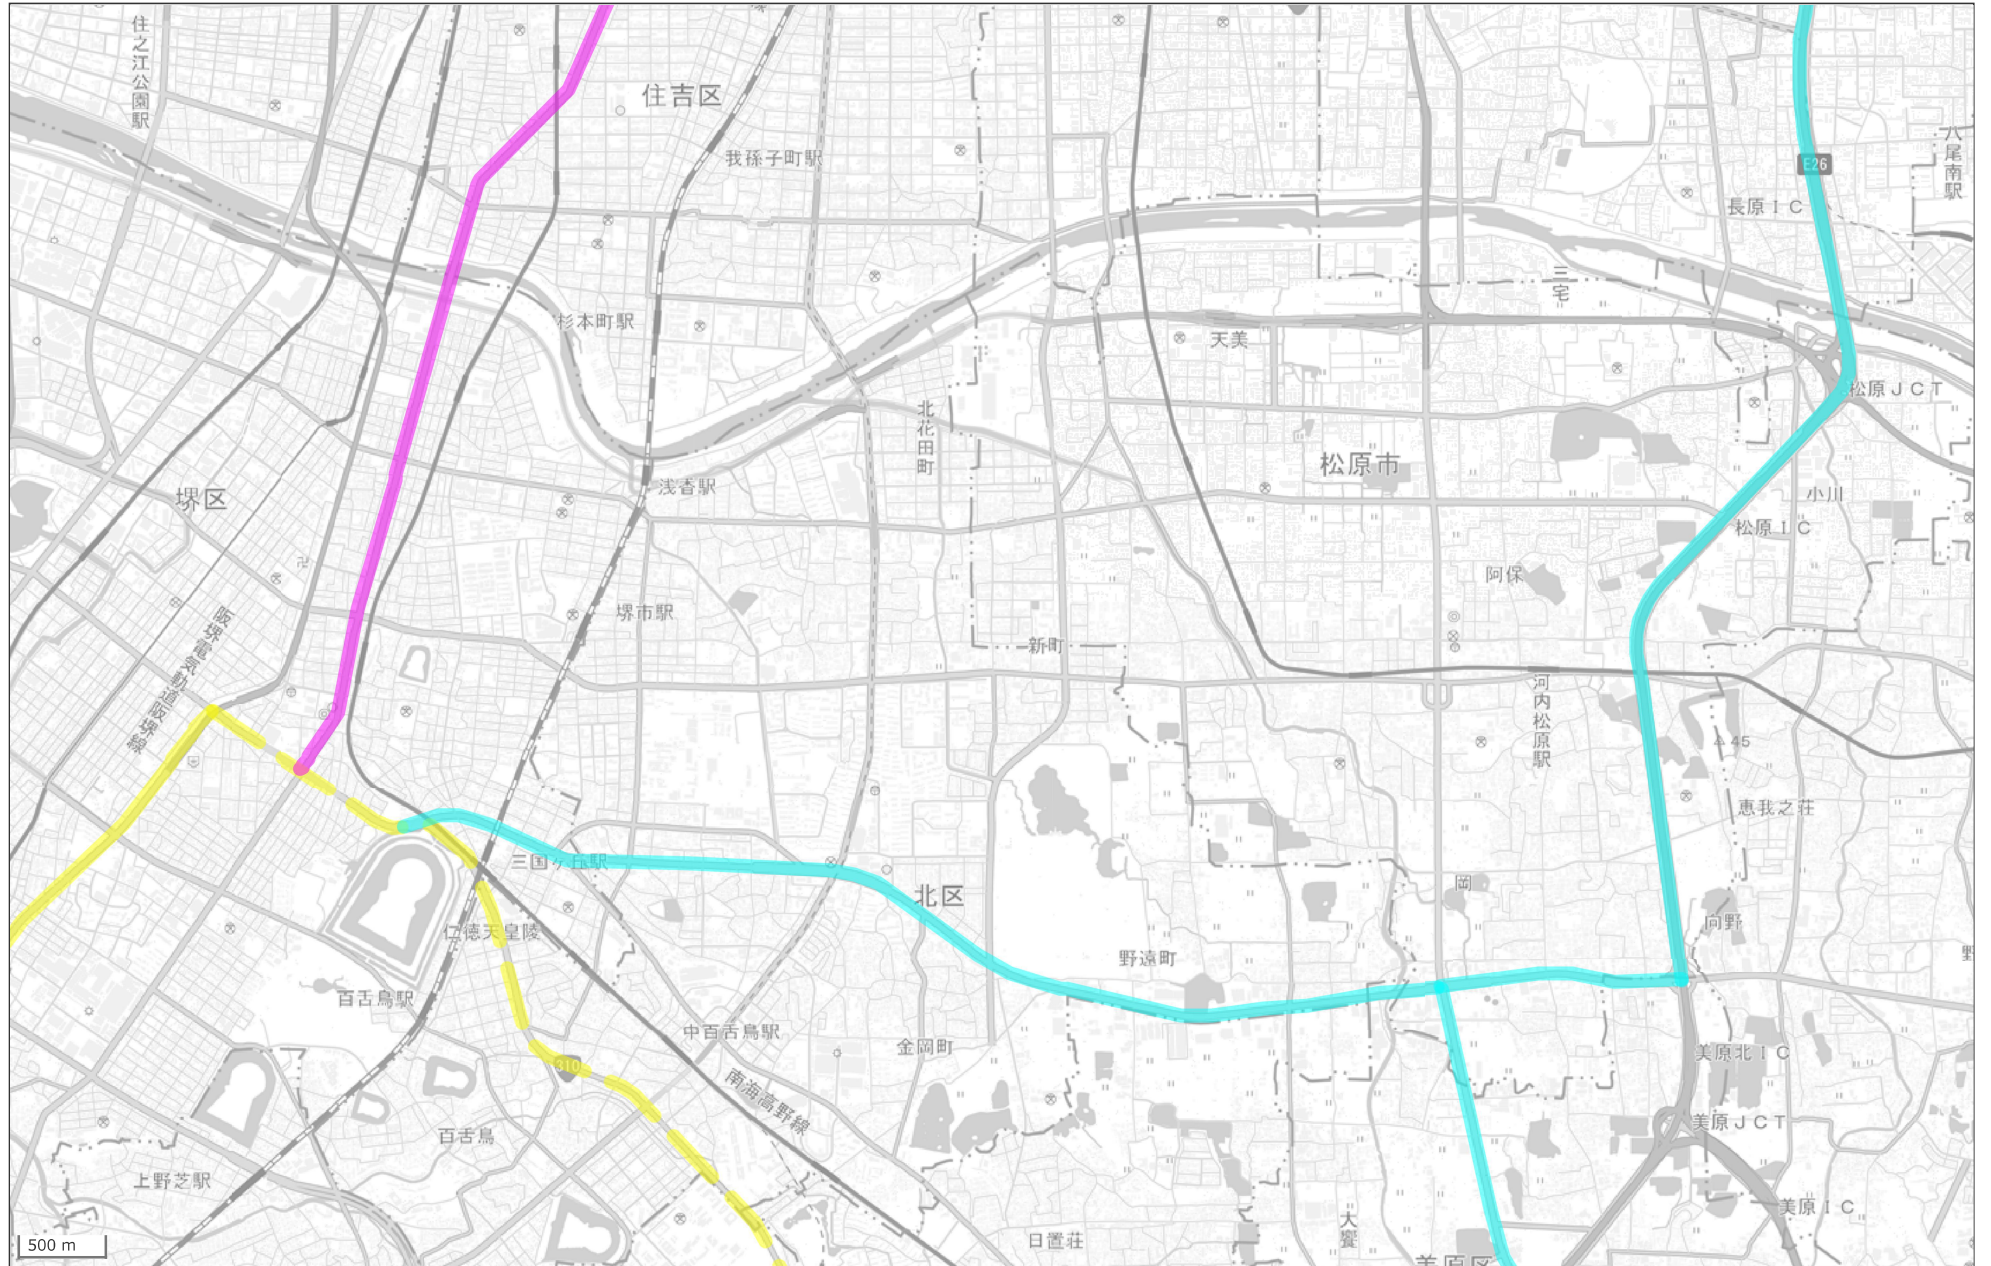 住之江公園駅
住吉区
我孫子町駅
E26
八尾南駅
長原IC
三宅
杉本町駅
天美
松原JCT
北花田町
松原市
堺区
浅香駅
小川
松原IC
阿保
阪堺電気軌道阪堺線
堺市駅
新町
河内松原駅
45
恵我之荘
三国ケ丘駅
岡
北区
向野
仁徳天皇陵
野遠町
野
百舌鳥駅
中百舌鳥駅
金岡町
美原北IC
310
南海高野線
百舌鳥
美原JCT
上野芝駅
美原IC
大饗
日置荘
500 m
美原区